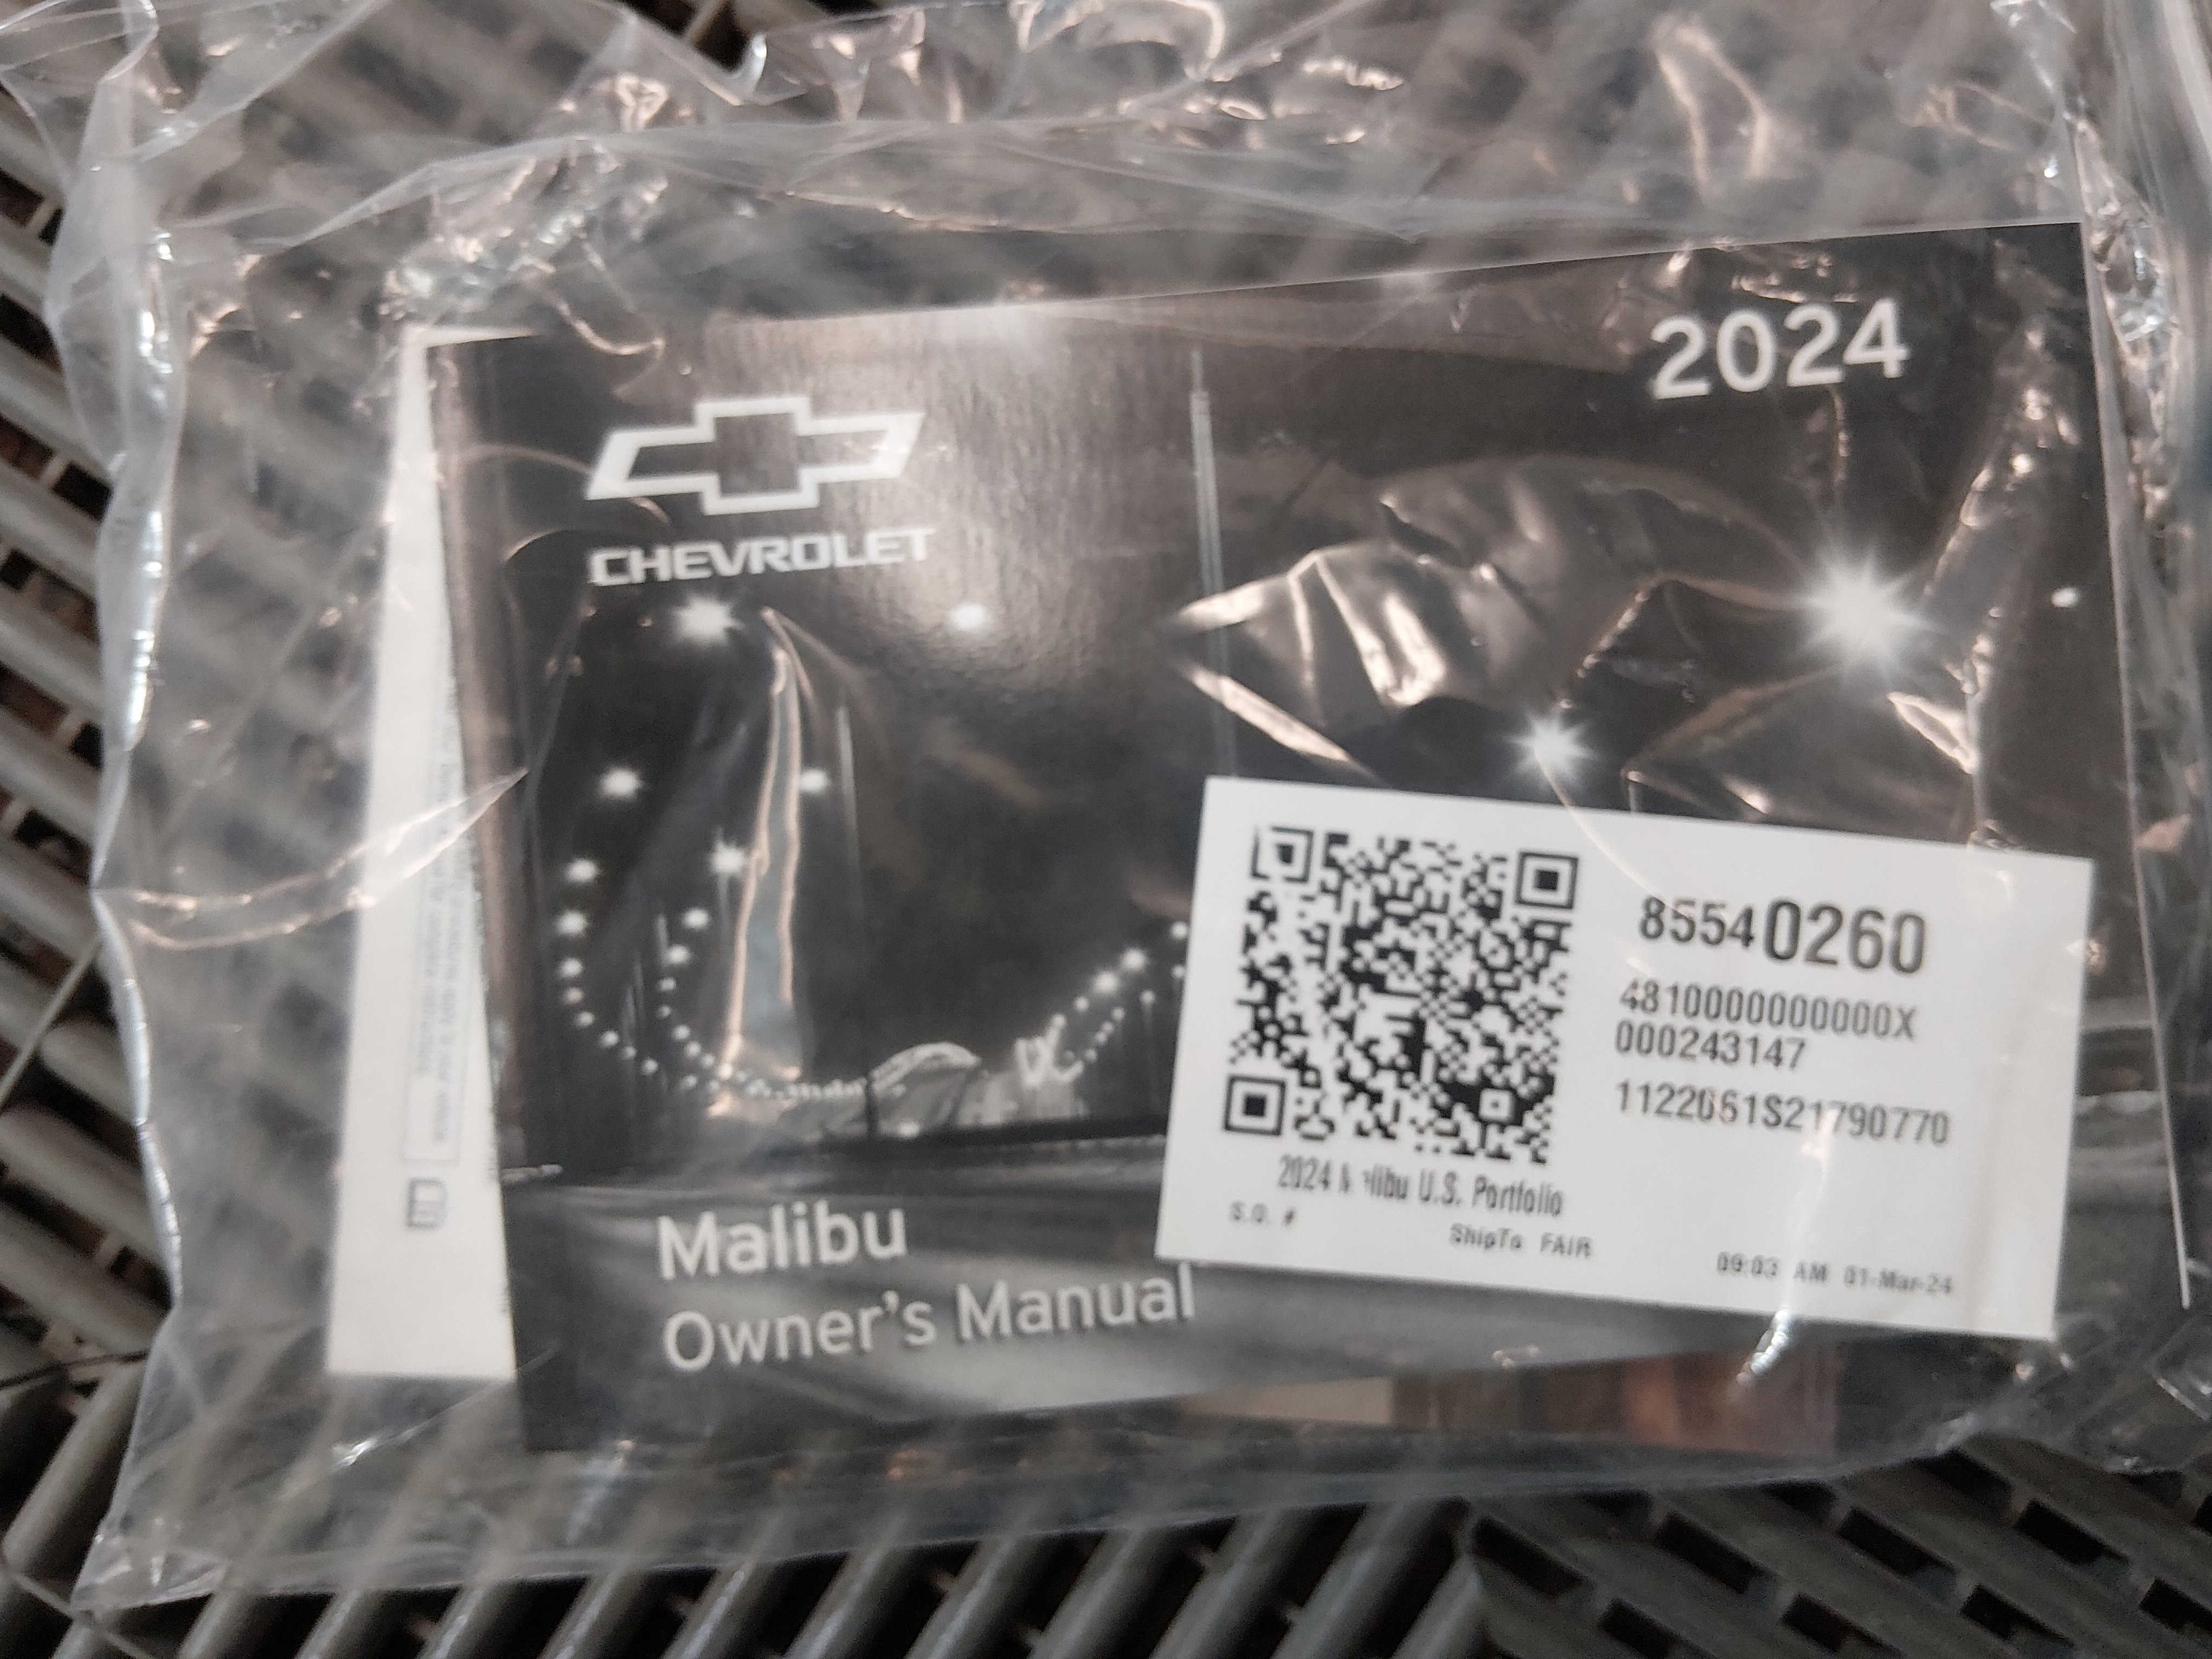 2024
CHEVROLET
85540260
4810000000000X
000243147
1122061S21790770
2024 Malibu U.S. Portfolio
S.O. #
ShipTo FAIR
09:03 AM 01-Mar-24
Malibu
Owner's Manual